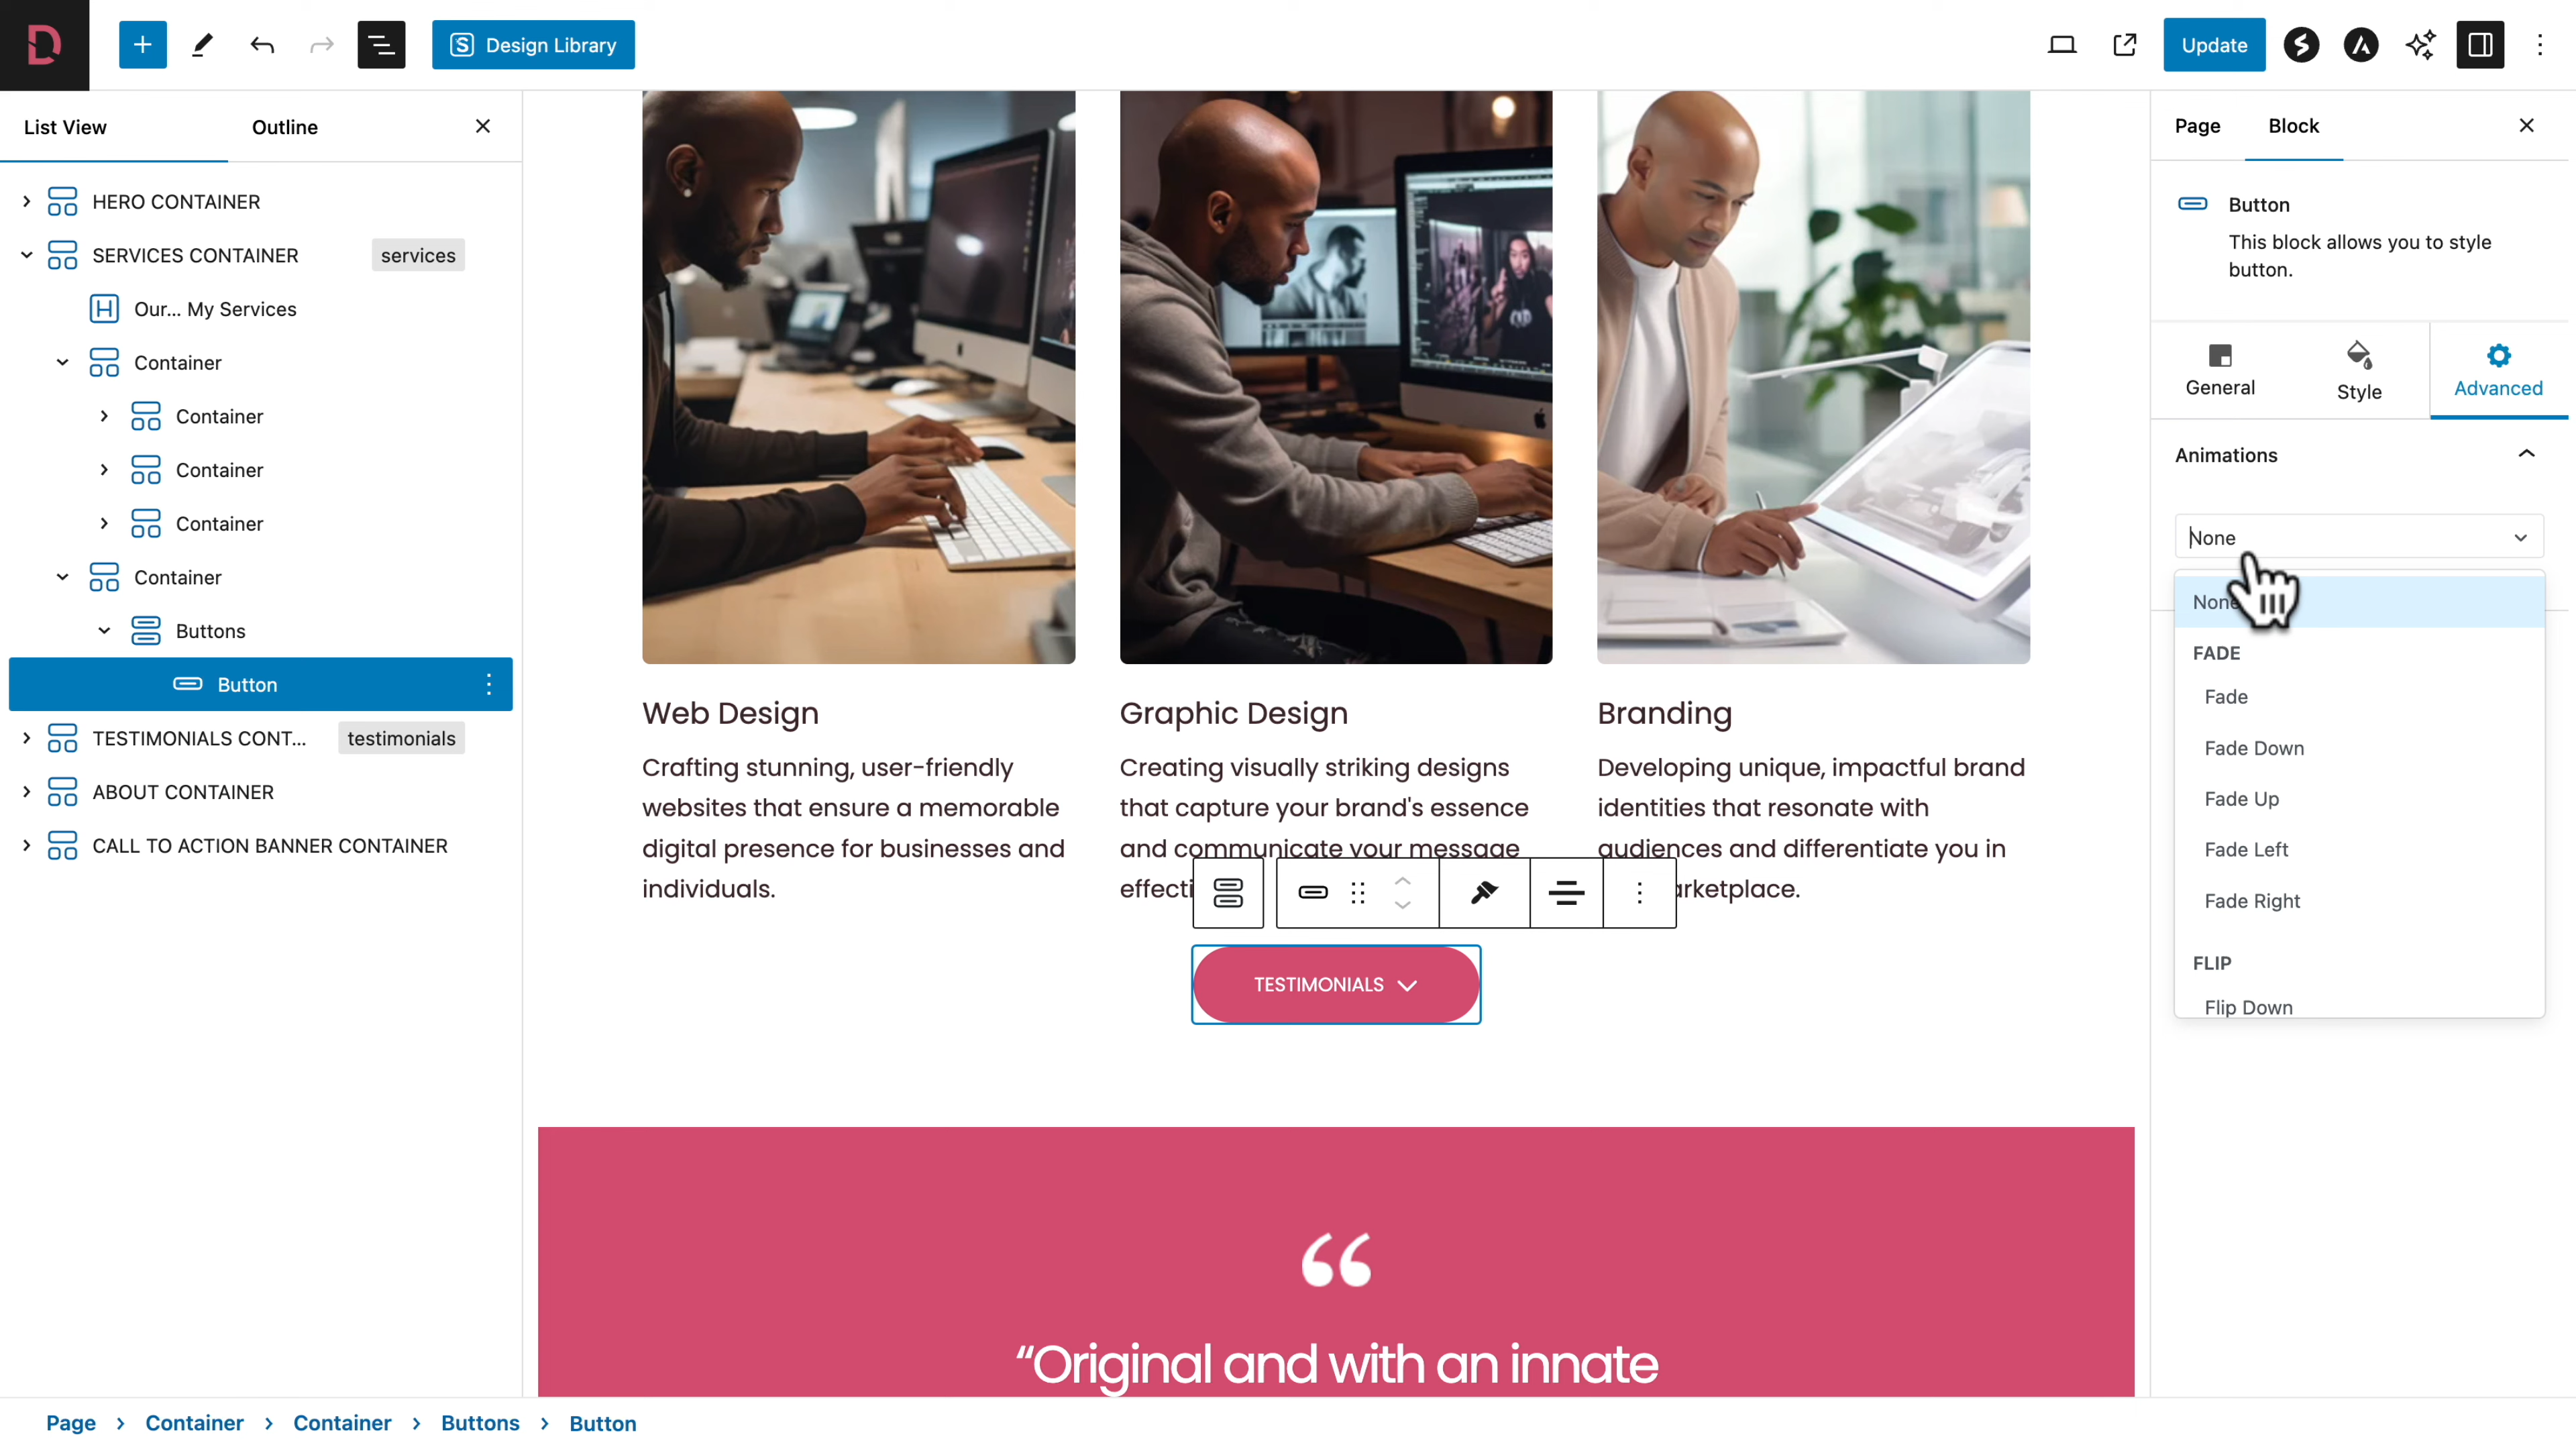 Design Library
Update
List View
Outline
HERO CONTAINER
SERVICES CONTAINER
services
Our... My Services
Container
Container
Container
Container
Container
Buttons
Button
TESTIMONIALS CONT...
testimonials
ABOUT CONTAINER
CALL TO ACTION BANNER CONTAINER
Web Design
Crafting stunning, user-friendly
websites that ensure a memorable
digital presence for businesses and
individuals.
Graphic Design
Creating visually striking designs
that capture your brand's essence
and communicate your message
Branding
Developing unique, impactful brand
identities that resonate with
audiences and differentiate you in
TESTIMONIALS
“Original and with an innate
Page
Block
Button
This block allows you to style
button.
General
Style
Advanced
Animations
None
None
FADE
Fade
Fade Down
Fade Up
Fade Left
Fade Right
FLIP
Flip Down
Page > Container > Container > Buttons > Button